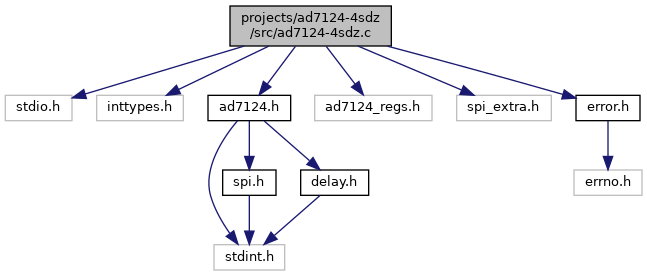 projects/ad7124-4sdz
/src/ad7124-4sdz.c
stdio.h
inttypes.h
ad7124.h
ad7124_regs.h
spi_extra.h
error.h
spi.h
delay.h
errno.h
stdint.h